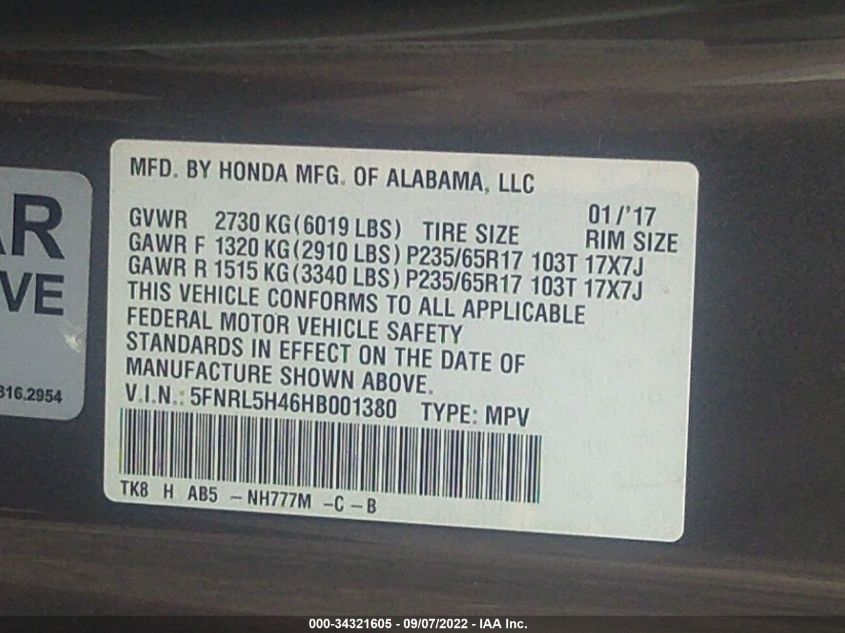 MFD. BY HONDA MFG. OF ALABAMA, LLC
01/'17
GVWR 2730 KG(6019 LBS) TIRE SIZE RIM SIZE
GAWR F 1320 KG(2910 LBS) P235/65R17 103T 17X7J
GAWR R 1515 KG(3340 LBS) P235/65R17 103T 17X7J
THIS VEHICLE CONFORMS TO ALL APPLICABLE
FEDERAL MOTOR VEHICLE SAFETY
STANDARDS IN EFFECT ON THE DATE OF
MANUFACTURE SHOWN ABOVE.
V.I.N.: 5FNRL5H46HB001380 TYPE: MPV
TK8 H AB5 -NH777M -C-B
AR
VE
316.2954
000-34321605 - 09/07/2022 - IAA Inc.